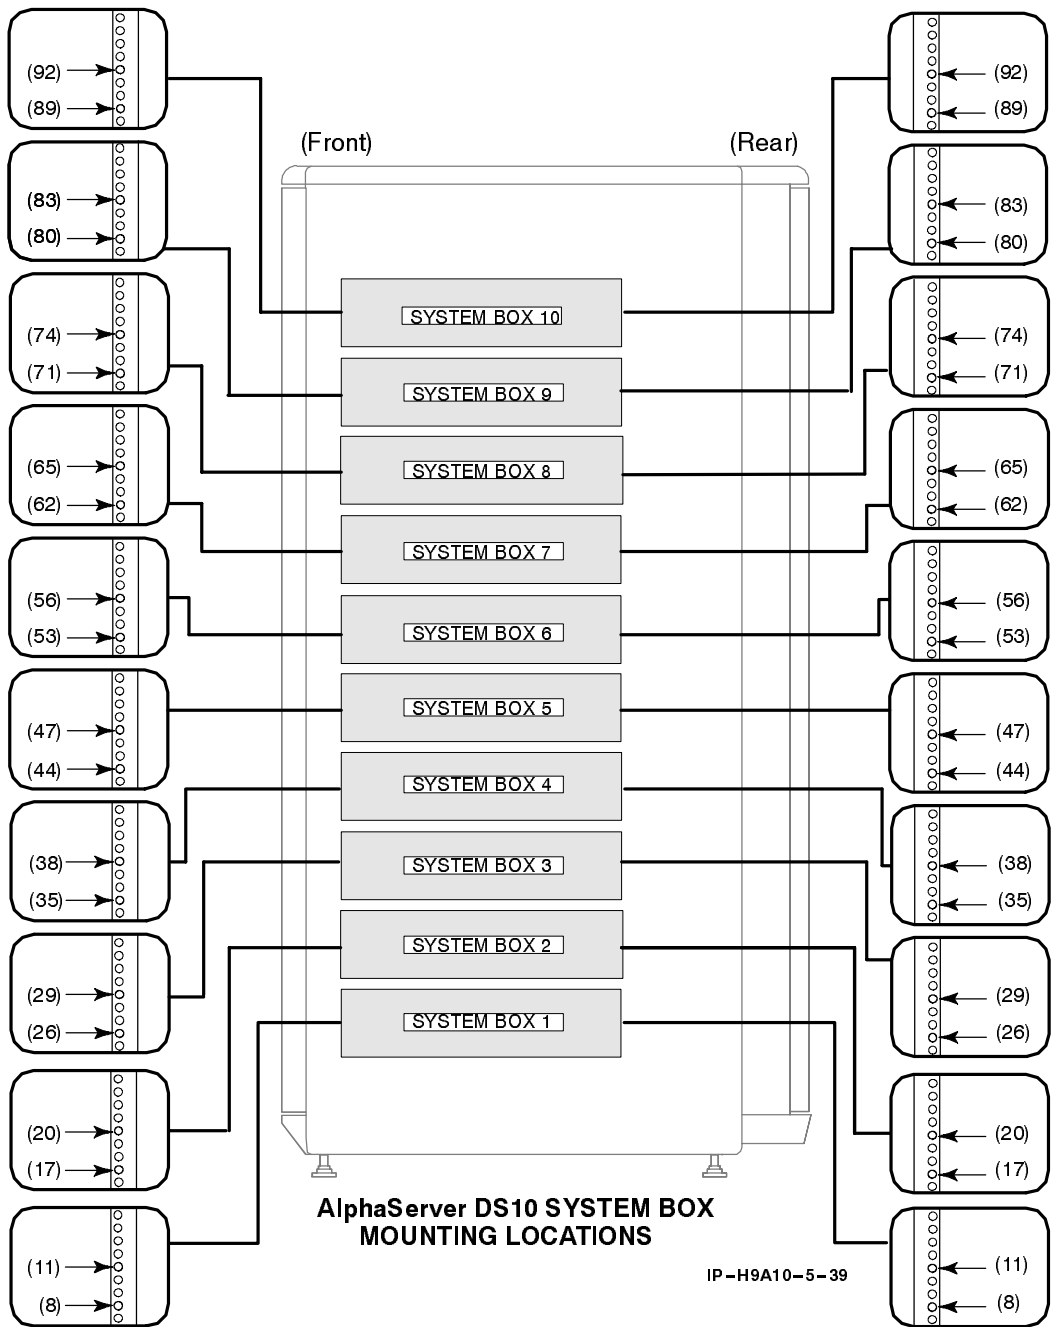 (92)
(89)
(92)
(89)
(Front)
(Rear)
(83)
(80)
(83)
(80)
(74)
(71)
SYSTEM BOX 10
(74)
(71)
SYSTEM BOX 9
(65)
(62)
SYSTEM BOX 8
(65)
(62)
SYSTEM BOX 7
(56)
(53)
SYSTEM BOX 6
(56)
(53)
(47)
(44)
SYSTEM BOX 5
(47)
(44)
SYSTEM BOX 4
(38)
(35)
SYSTEM BOX 3
(38)
(35)
SYSTEM BOX 2
(29)
(26)
SYSTEM BOX 1
(29)
(26)
(20)
(17)
(20)
(17)
AlphaServer DS10 SYSTEM BOX
MOUNTING LOCATIONS
(11)
(8)
IP-H9A10-5-39
(11)
(8)